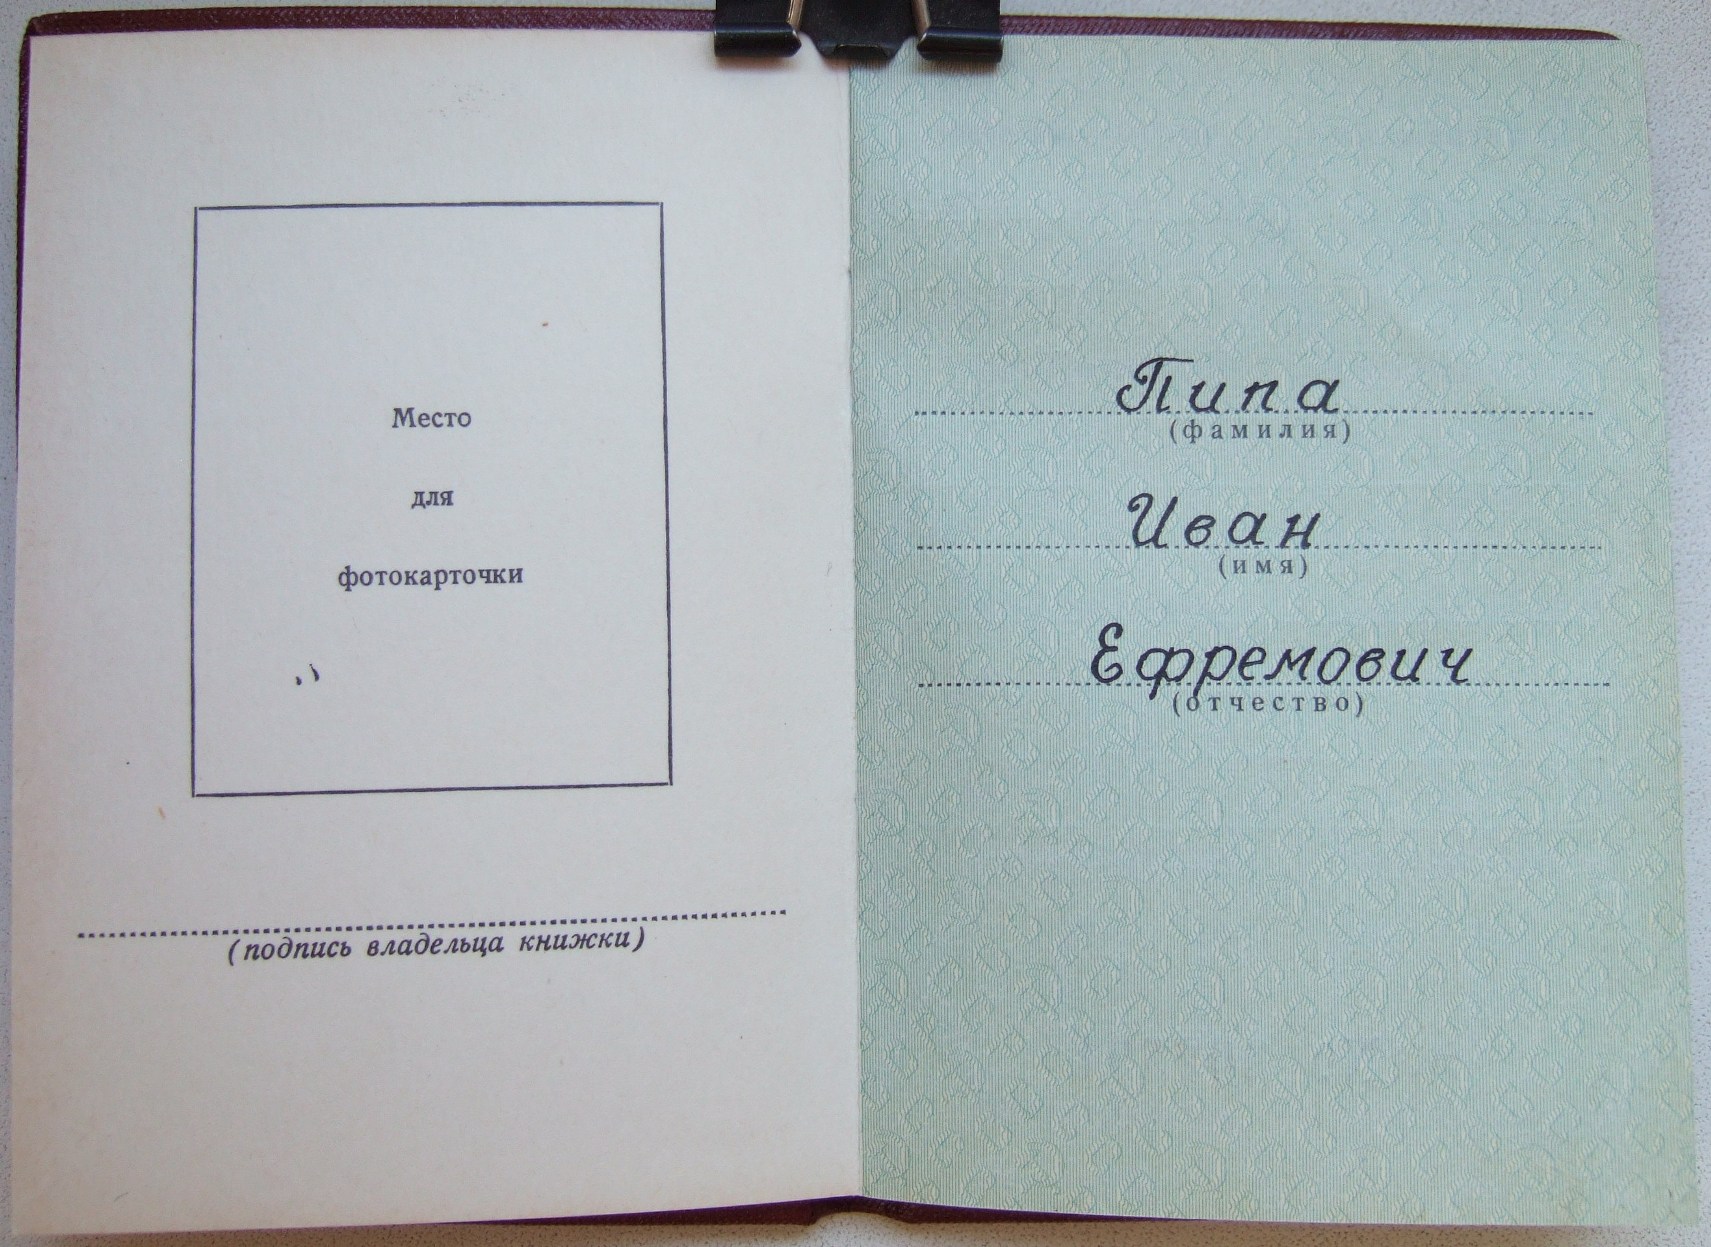 Место
для
фотокарточки
(подпись владельца книжки)
Пипа
(фамилия)
Иван
(имя)
Ефремович
(отчество)